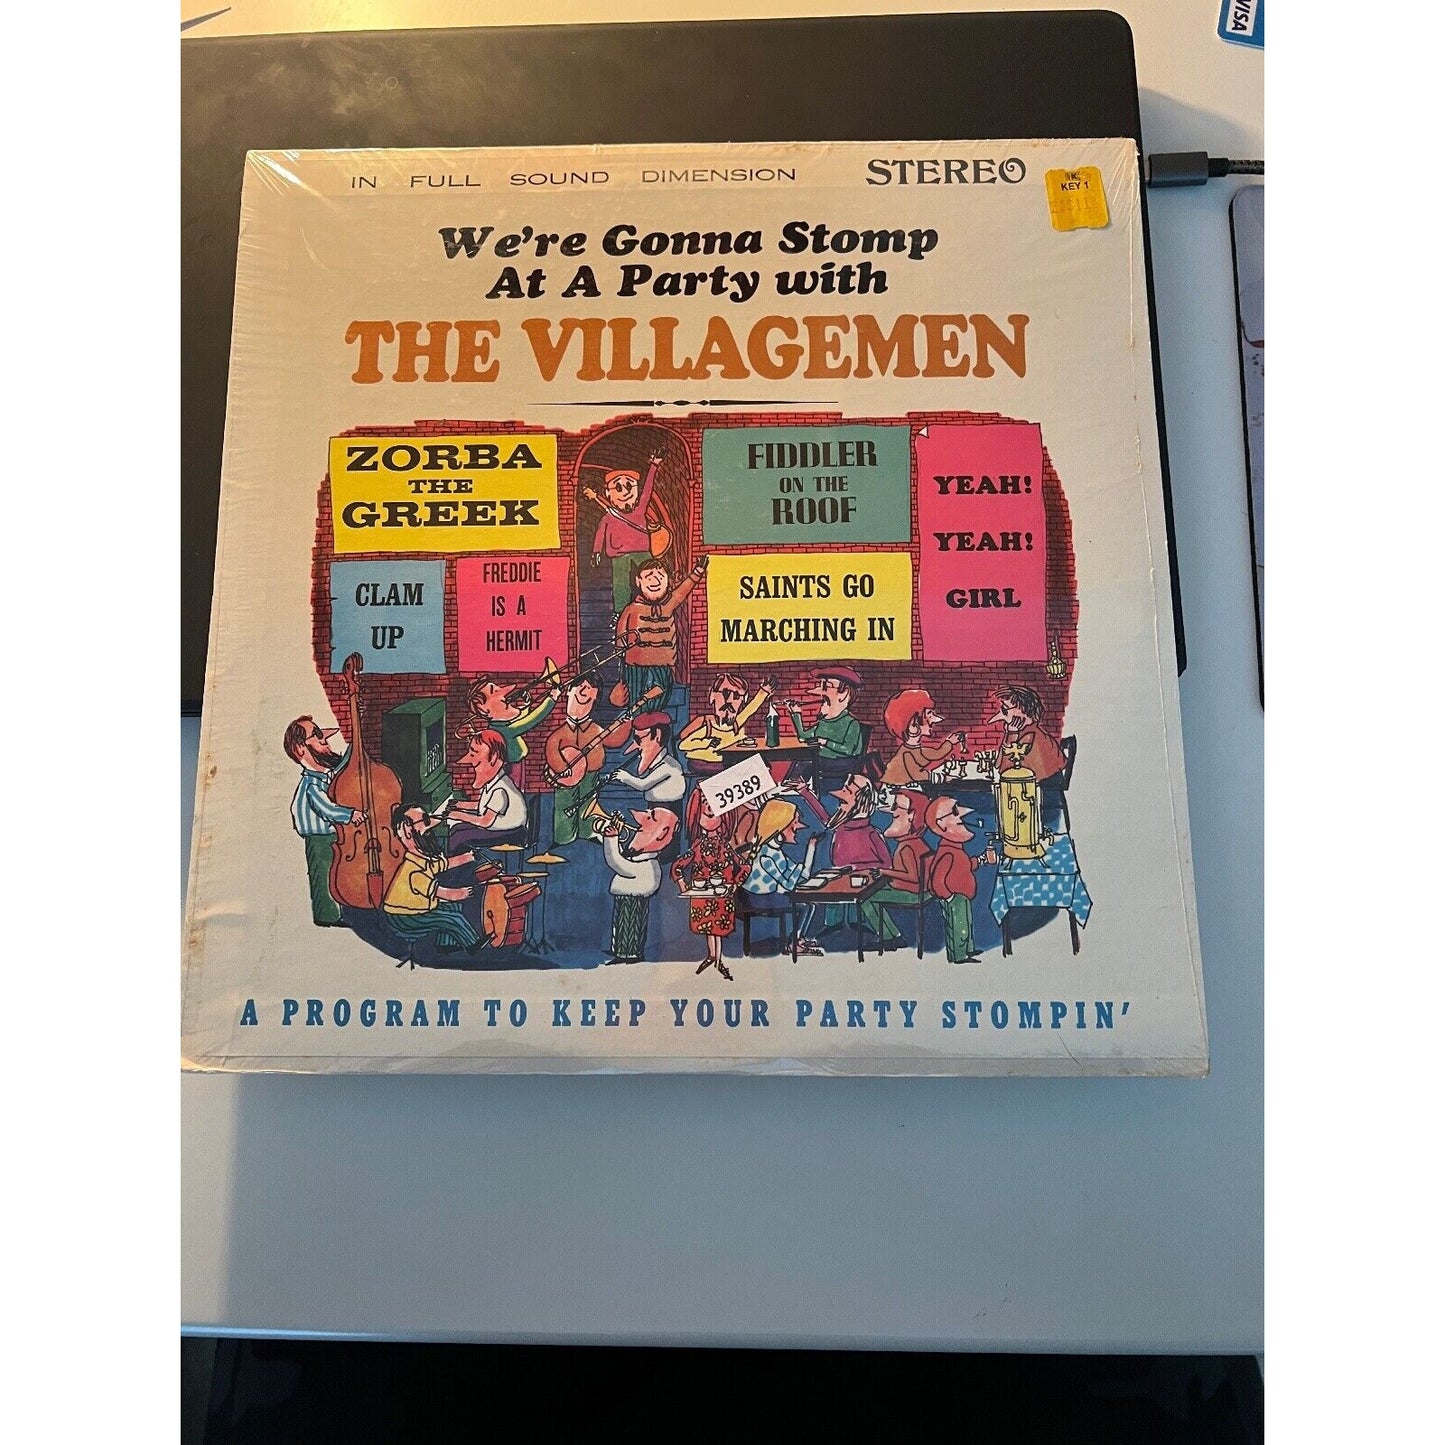 VISA
IN FULL SOUND DIMENSION STEREO
KEY 1
We're Gonna Stomp
At A Party with
THE VILLAGEMEN
ZORBA
THE
GREEK
FIDDLER
ON THE
ROOF
YEAH!
YEAH!
GIRL
CLAM
UP
FREDDIE
IS A
HERMIT
SAINTS GO
MARCHING IN
39389
A PROGRAM TO KEEP YOUR PARTY STOMPIN'